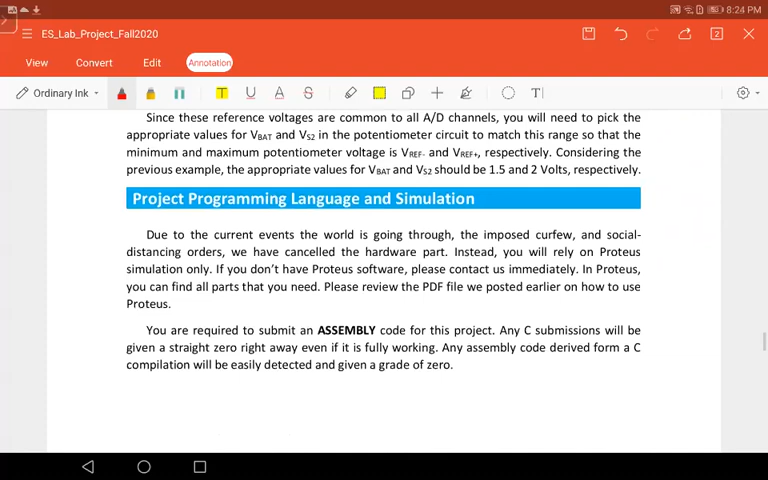 8:24 PM
ES_Lab_Project_Fall2020
2
View
Convert
Edit
Annotation
Ordinary Ink
T
U
A
S
T
Since these reference voltages are common to all A/D channels, you will need to pick the
appropriate values for VBAT and VS2 in the potentiometer circuit to match this range so that the
minimum and maximum potentiometer voltage is VREF- and VREF+, respectively. Considering the
previous example, the appropriate values for VBAT and VS2 should be 1.5 and 2 Volts, respectively.
Project Programming Language and Simulation
Due to the current events the world is going through, the imposed curfew, and social-
distancing orders, we have cancelled the hardware part. Instead, you will rely on Proteus
simulation only. If you don't have Proteus software, please contact us immediately. In Proteus,
you can find all parts that you need. Please review the PDF file we posted earlier on how to use
Proteus.
You are required to submit an ASSEMBLY code for this project. Any C submissions will be
given a straight zero right away even if it is fully working. Any assembly code derived form a C
compilation will be easily detected and given a grade of zero.